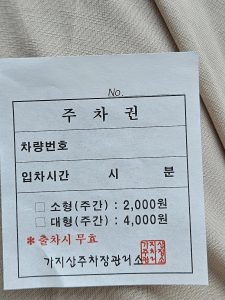 No.
주 차 권
차량번호
입차시간 시 분
□ 소형(주간) : 2,000원
□ 대형(주간) : 4,000원
※ 출차시 무효
가지상주차장관리소